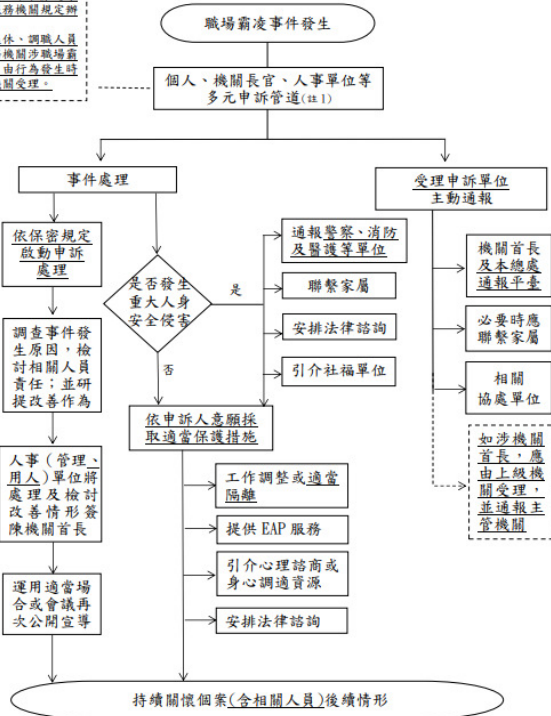 務機關規定辦
休、調職人員
機關涉職場霸
由行為發生時
關受理。
職場霸凌事件發生
個人、機關長官、人事單位等
多元申訴管道(註1)
事件處理
受理申訴單位
主動通報
依保密規定
啟動申訴
處理
是否發生
重大人身
安全侵害
是
否
通報警察、消防
及醫護等單位
聯繫家屬
安排法律諮詢
引介社福單位
機關首長
及本總處
通報平臺
必要時應
聯繫家屬
相關
協處單位
如涉機關
首長，應
由上級機
關受理，
並通報主
管機關
調查事件發
生原因，檢
討相關人員
責任；並研
提改善作為
依申訴人意願採
取適當保護措施
人事（管理、
用人）單位將
處理及檢討
改善情形簽
陳機關首長
工作調整或適當
隔離
提供 EAP 服務
引介心理諮商或
身心調適資源
安排法律諮詢
運用適當場
合或會議再
次公開宣導
持續關懷個案(含相關人員)後續情形